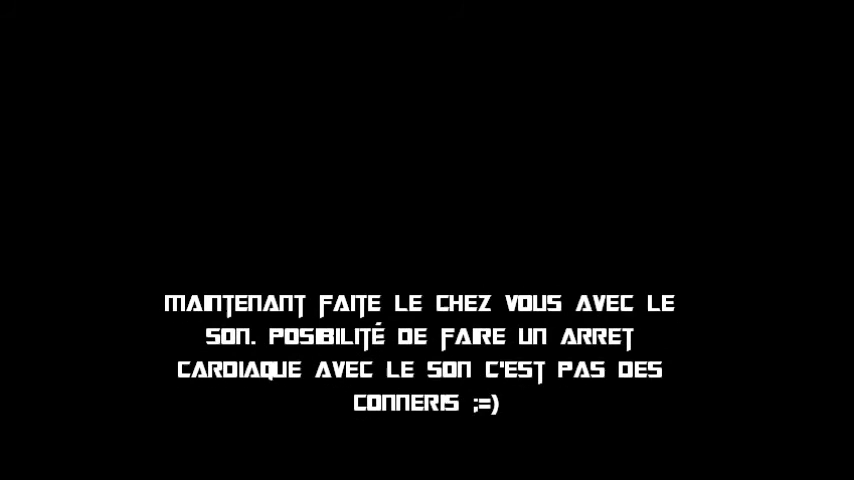 MAINTENANT FAITE LE CHEZ VOUS AVEC LE
SON. POSIBILITÉ DE FAIRE UN ARRET
CARDIAQUE AVEC LE SON C'EST PAS DES
CONNERIS ;=)